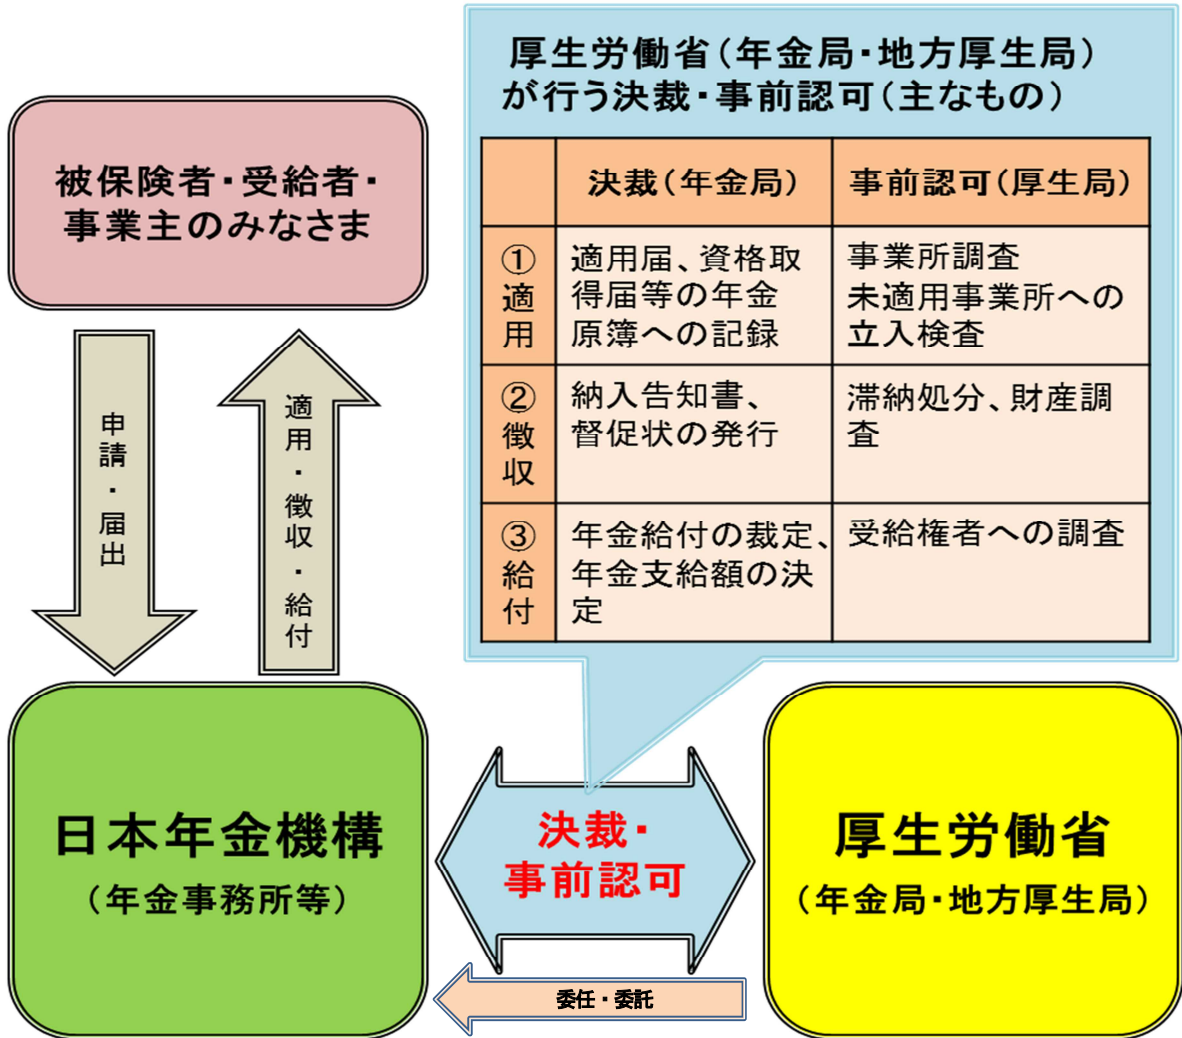 厚生労働省（年金局・地方厚生局）
が行う決裁・事前認可（主なもの）
決裁（年金局）
事前認可（厚生局）
①適用
適用届、資格取
得届等の年金
原簿への記録
事業所調査
未適用事業所への
立入検査
②徴収
納入告知書、
督促状の発行
滞納処分、財産調
査
③給付
年金給付の裁定、
年金支給額の決
定
受給権者への調査
被保険者・受給者・
事業主のみなさま
申請・届出
適用・徴収・給付
日本年金機構
（年金事務所等）
決裁・
事前認可
厚生労働省
（年金局・地方厚生局）
委任・委託